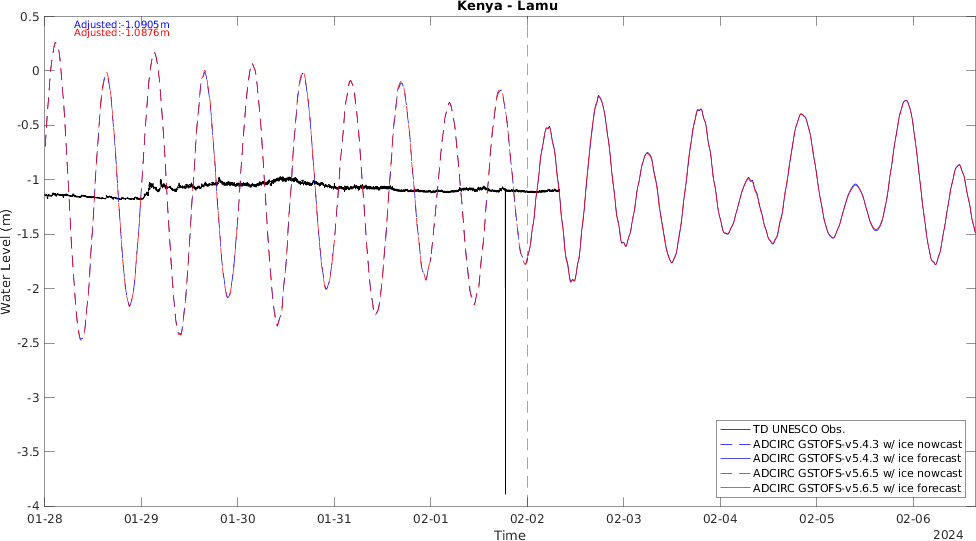 Kenya - Lamu
Adjusted:-1.0905m
Adjusted:-1.0876m
Water Level (m)
0.5
0
-0.5
-1
-1.5
-2
-2.5
-3
-3.5
-4
TD UNESCO Obs.
ADCIRC GSTOFS-v5.4.3 w/ ice nowcast
ADCIRC GSTOFS-v5.4.3 w/ ice forecast
ADCIRC GSTOFS-v5.6.5 w/ ice nowcast
ADCIRC GSTOFS-v5.6.5 w/ ice forecast
01-28 01-29 01-30 01-31 02-01 02-02 02-03 02-04 02-05 02-06
Time
2024